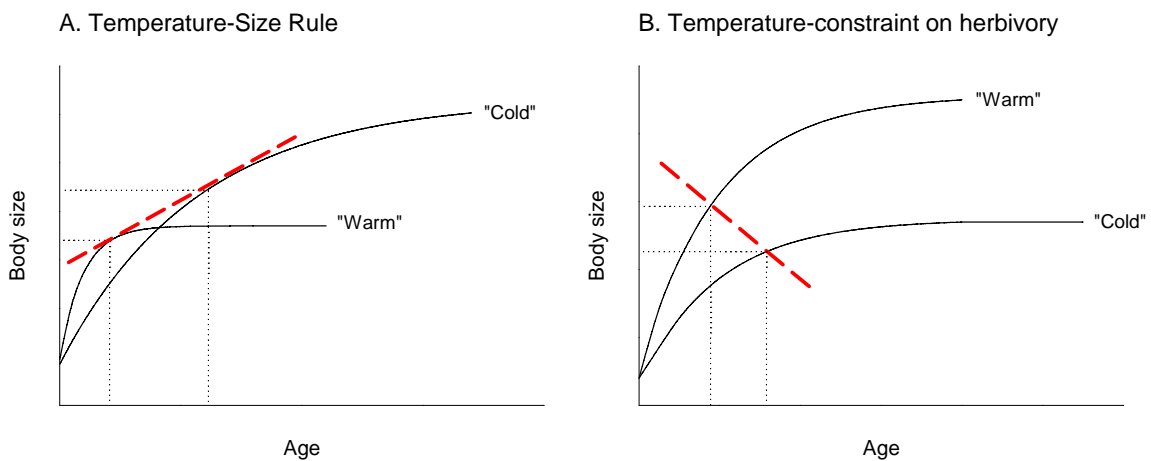 A. Temperature-Size Rule
"Cold"
"Warm"
Body size
Age
B. Temperature-constraint on herbivory
"Warm"
"Cold"
Body size
Age